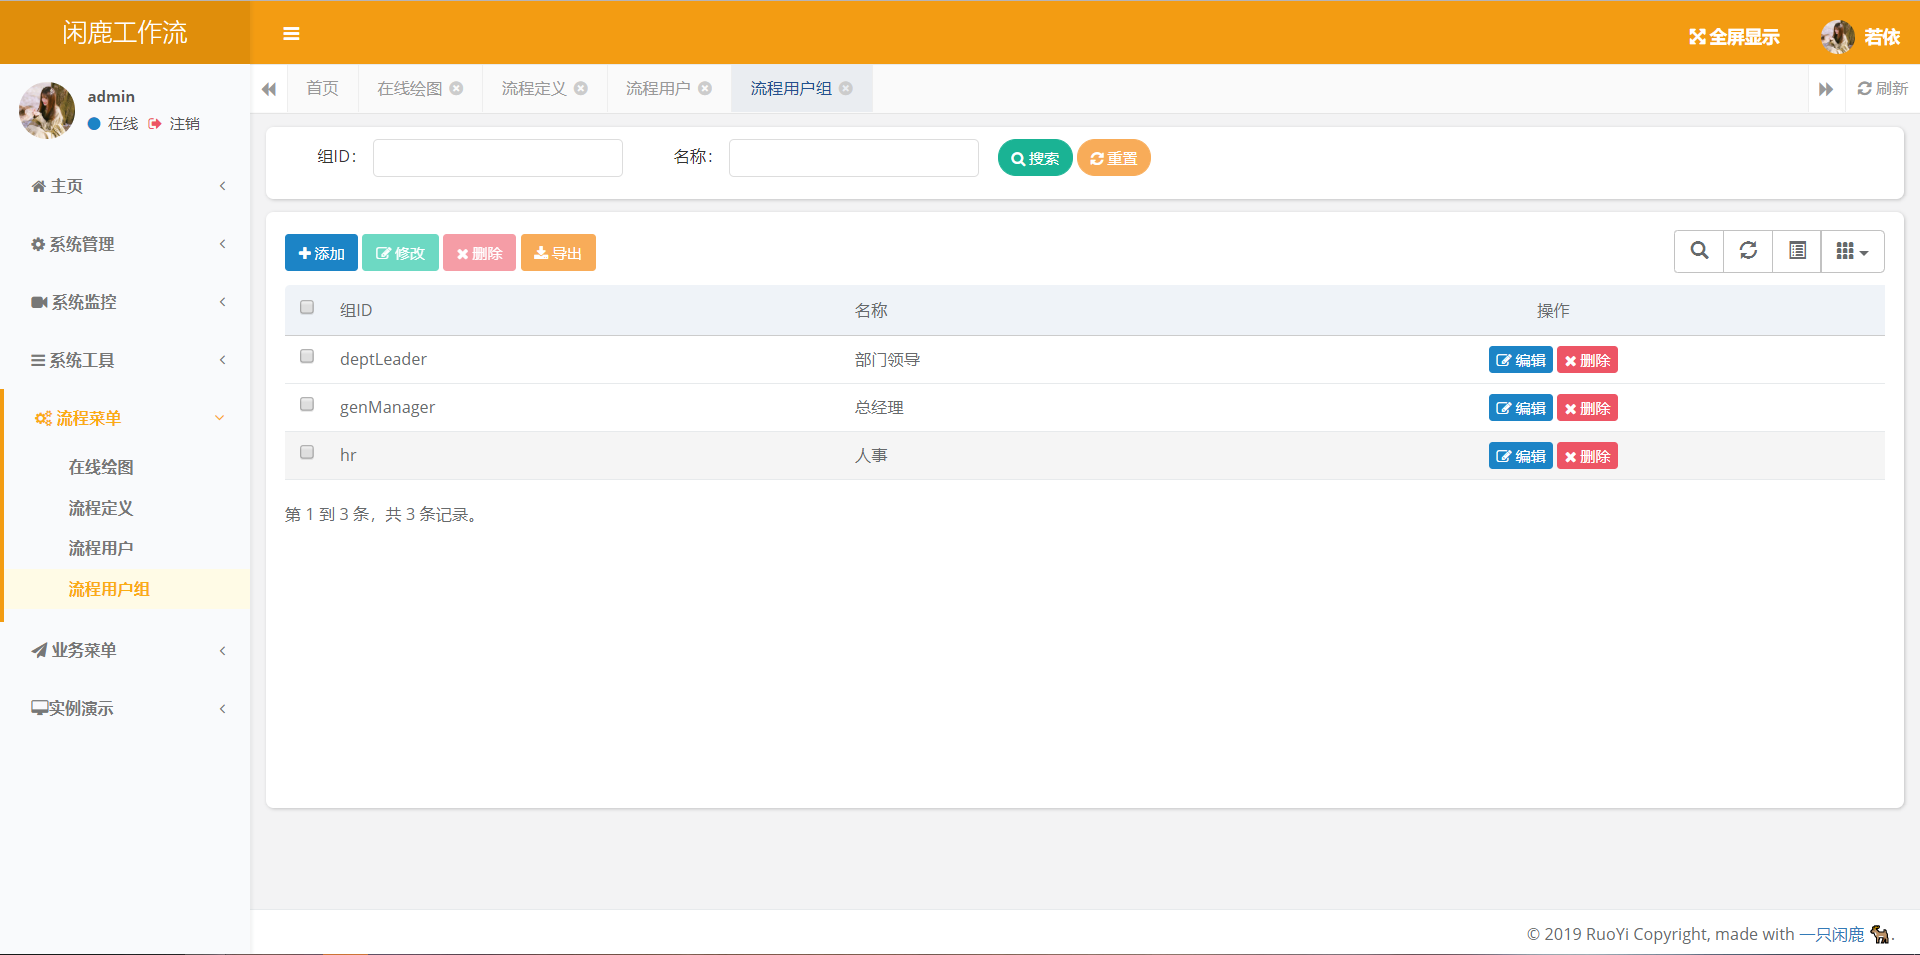 闲鹿工作流
全屏显示 若依
admin
在线 注销
主页
系统管理
系统监控
系统工具
流程菜单
在线绘图
流程定义
流程用户
流程用户组
业务菜单
实例演示
首页 在线绘图 流程定义 流程用户 流程用户组 刷新
组ID： 名称： 搜索 重置
添加 修改 删除 导出
组ID 名称 操作
deptLeader 部门领导 编辑 删除
genManager 总经理 编辑 删除
hr 人事 编辑 删除
第 1 到 3 条，共 3 条记录。
© 2019 RuoYi Copyright, made with 一只闲鹿 🐐.